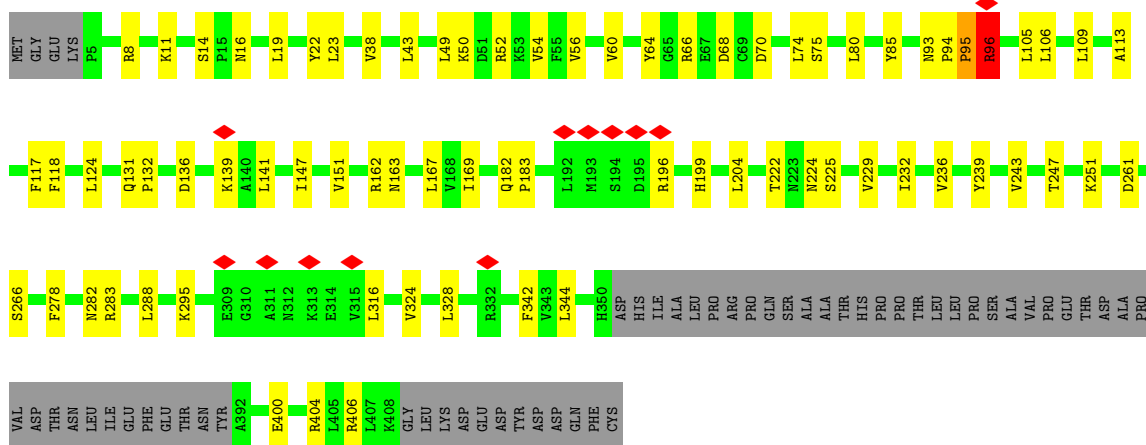 MET GLY GLU LYS P5 R8 K11 S14 P15 N16 L19 Y22 L23 V38 L43 L49 K50 D51 R52 K53 V54 F55 V56 V60 Y64 G65 R66 E67 D68 C69 D70 L74 S75 L80 Y85 N93 P94 P95 R96 L105 L106 L109 A113
F117 F118 L124 Q131 P132 D136 K139 A140 L141 I147 V151 R162 N163 L167 V168 I169 Q182 P183 L192 M193 S194 D195 R196 H199 L204 T222 N223 N224 S225 V229 I232 V236 Y239 V243 T247 K251 D261
S266 F278 N282 R283 L288 K295 E309 G310 A311 N312 K313 E314 V315 L316 V324 L328 R332 F342 V343 L344 H350 ASP HIS ILE ALA LEU PRO ARG PRO GLN SER ALA ALA THR HIS PRO PRO THR LEU LEU PRO SER ALA VAL PRO GLU THR ASP ALA PRO
VAL ASP THR ASN LEU ILE GLU PHE GLU THR ASN TYR A392 E400 R404 L405 R406 L407 K408 GLY LEU LYS ASP GLU ASP TYR ASP ASP GLN PHE CYS